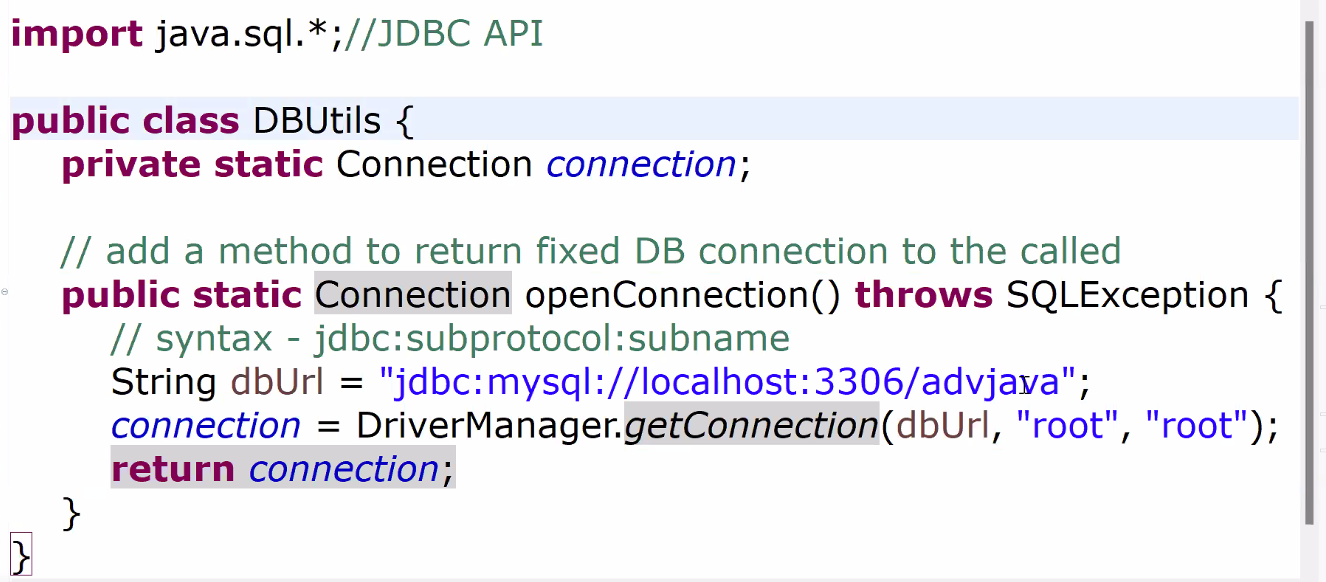 import java.sql.*;//JDBC API
public class DBUtils {
private static Connection connection;
// add a method to return fixed DB connection to the called
public static Connection openConnection() throws SQLException {
// syntax - jdbc:subprotocol:subname
String dbUrl = "jdbc:mysql://localhost:3306/advjava";
connection = DriverManager.getConnection(dbUrl, "root", "root");
return connection;
}
}